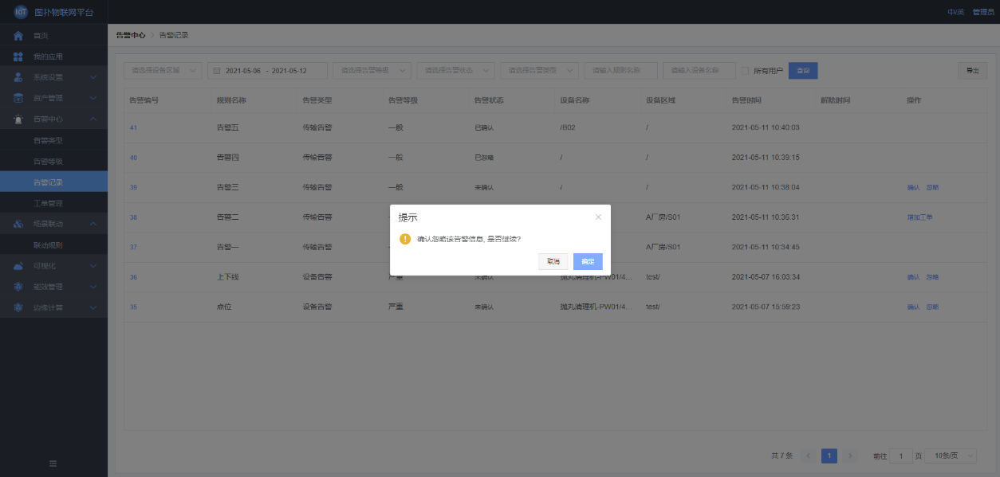 IOT 图扑物联网平台
中/英 管理员
首页
我的应用
系统设置
资产管理
告警中心
告警类型
告警等级
告警记录
工单管理
场景联动
联动规则
可视化
能效管理
边缘计算
告警中心 > 告警记录
请选择设备区域 2021-05-06 - 2021-05-12 请选择告警等级 请选择告警状态 请选择告警类型 请输入规则名称 请输入设备名称 所有用户 查询 导出
告警编号 规则名称 告警类型 告警等级 告警状态 设备名称 设备区域 告警时间 解除时间 操作
41 告警五 传输告警 一般 已确认 /B02 / 2021-05-11 10:40:03
40 告警四 传输告警 一般 已忽略 / / 2021-05-11 10:39:15
39 告警三 传输告警 一般 未确认 / / 2021-05-11 10:38:04 确认 忽略
38 告警二 传输告警 A厂房/S01 2021-05-11 10:36:31 增加工单
37 告警一 传输告警 A厂房/S01 2021-05-11 10:34:45
36 上下线 设备告警 严重 未确认 抛丸清理机-PW01/4... test/ 2021-05-07 16:03:34 确认 忽略
35 点位 设备告警 严重 未确认 抛丸清理机-PW01/4... test/ 2021-05-07 15:59:23 确认 忽略
提示
确认忽略该告警信息, 是否继续?
取消 确定
共 7 条 1 前往 1 页 10条/页